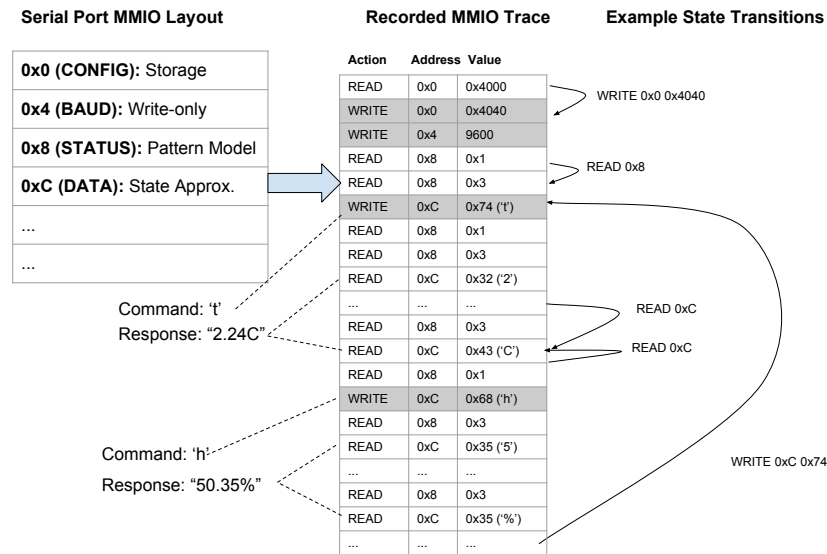 Serial Port MMIO Layout
Recorded MMIO Trace
Example State Transitions
0x0 (CONFIG): Storage
0x4 (BAUD): Write-only
0x8 (STATUS): Pattern Model
0xC (DATA): State Approx.
...
...
Action Address Value
READ 0x0 0x4000
WRITE 0x0 0x4040
WRITE 0x4 9600
READ 0x8 0x1
READ 0x8 0x3
WRITE 0xC 0x74 (‘t’)
READ 0x8 0x1
READ 0x8 0x3
READ 0xC 0x32 (‘2’)
... ... ...
READ 0x8 0x3
READ 0xC 0x43 (‘C’)
READ 0x8 0x1
WRITE 0xC 0x68 (‘h’)
READ 0x8 0x3
READ 0xC 0x35 (‘5’)
... ... ...
READ 0x8 0x3
READ 0xC 0x35 (‘%’)
... ... ...
Command: ‘t’
Response: “2.24C”
Command: ‘h’
Response: “50.35%”
WRITE 0x0 0x4040
READ 0x8
READ 0xC
READ 0xC
WRITE 0xC 0x74